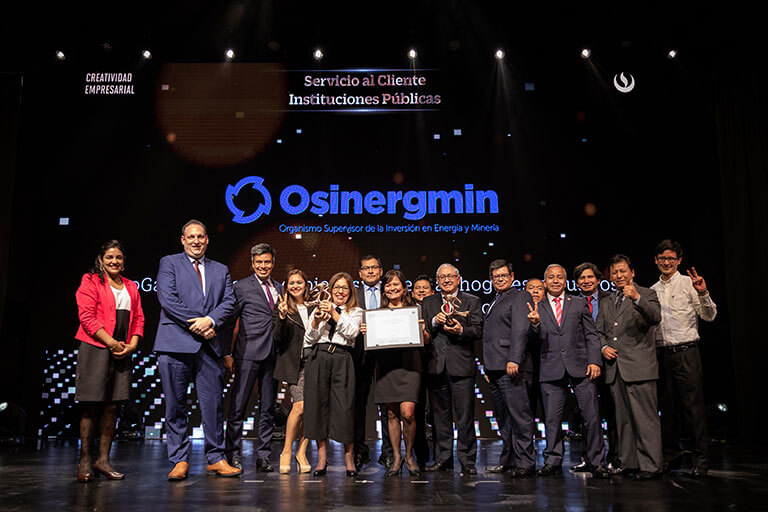 CREATIVIDAD
EMPRESARIAL
Servicio al Cliente
Instituciones Públicas
Osinergmin
Organismo Supervisor de la Inversión en Energía y Minería